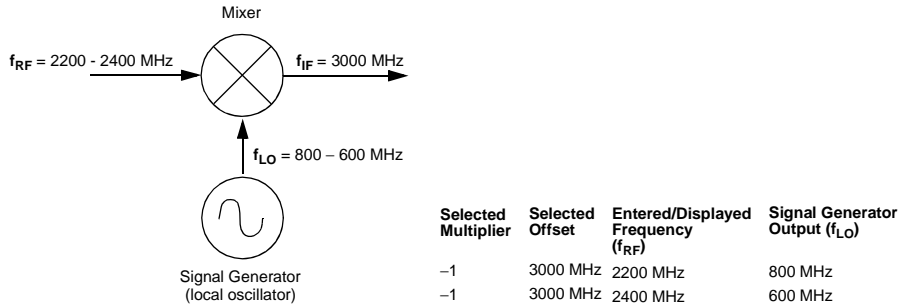 Mixer
fRF = 2200 - 2400 MHz
fIF = 3000 MHz
fLO = 800 – 600 MHz
Signal Generator
(local oscillator)
Selected Multiplier Selected Offset Entered/Displayed Frequency (fRF) Signal Generator Output (fLO)
–1 3000 MHz 2200 MHz 800 MHz
–1 3000 MHz 2400 MHz 600 MHz